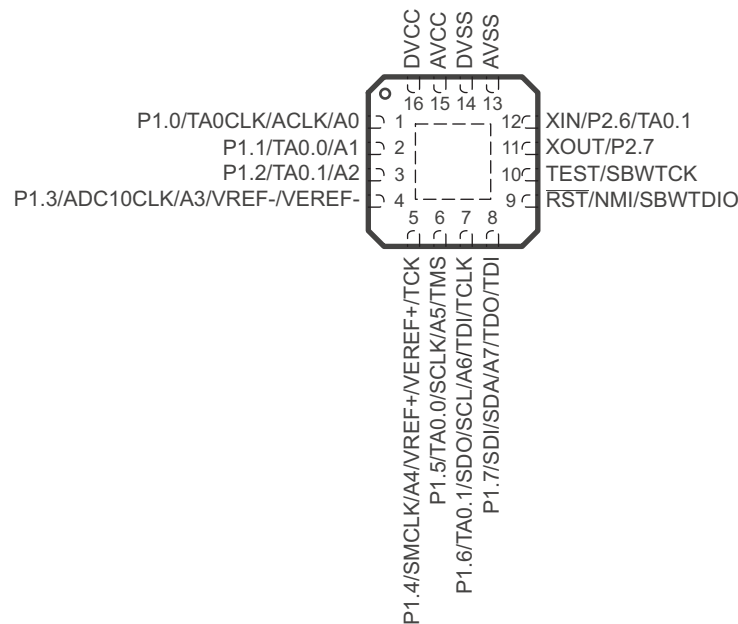 DVCC
AVCC
DVSS
AVSS
16 15 14 13
P1.0/TA0CLK/ACLK/A0 1
P1.1/TA0.0/A1 2
P1.2/TA0.1/A2 3
P1.3/ADC10CLK/A3/VREF-/VEREF- 4
12 XIN/P2.6/TA0.1
11 XOUT/P2.7
10 TEST/SBWTCK
9 R̅S̅T̅/NMI/SBWTDIO
5 6 7 8
P1.4/SMCLK/A4/VREF+/VEREF+/TCK
P1.5/TA0.0/SCLK/A5/TMS
P1.6/TA0.1/SDO/SCL/A6/TDI/TCLK
P1.7/SDI/SDA/A7/TDO/TDI